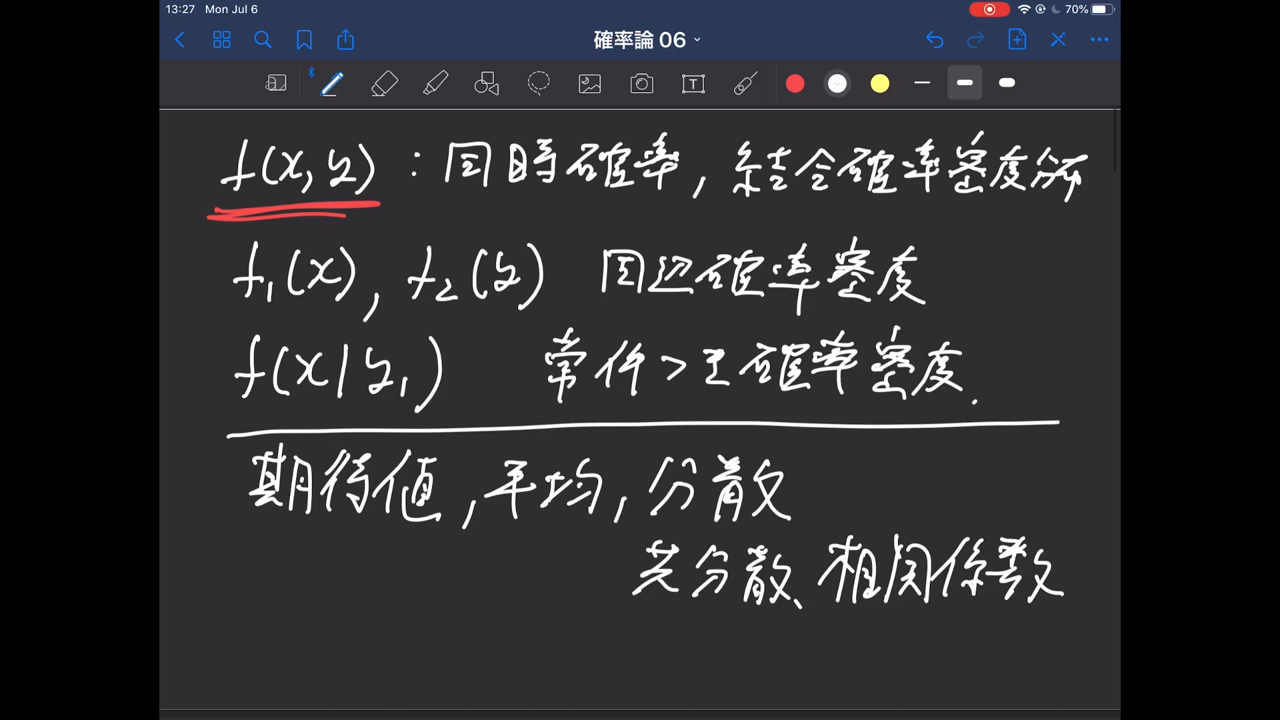 13:27 Mon Jul 6 70%
確率論 06
f(x,y) : 同時確率, 結合確率密度分布
f₁(x), f₂(y) 周辺確率密度
f(x|y₁) 条件つき確率密度.
期待値, 平均, 分散
共分散、相関係数